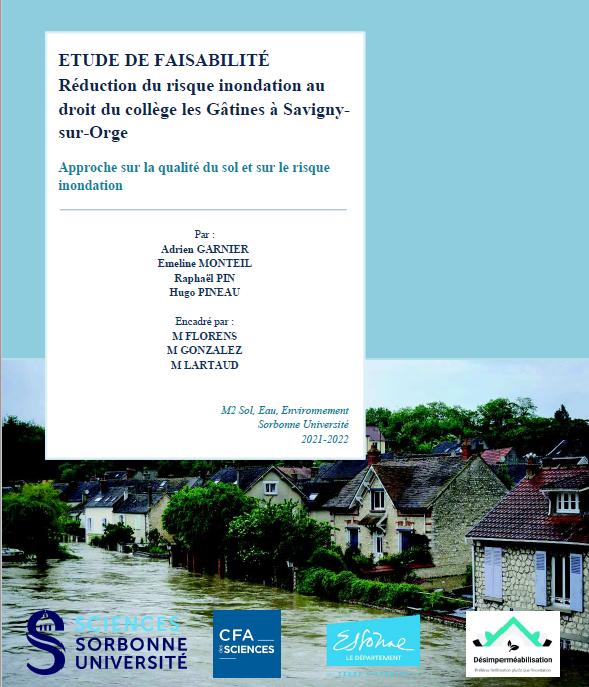 ETUDE DE FAISABILITÉ
Réduction du risque inondation au
droit du collège les Gâtines à Savigny-
sur-Orge
Approche sur la qualité du sol et sur le risque
inondation
Par :
Adrien GARNIER
Emeline MONTEIL
Raphaël PIN
Hugo PINEAU
Encadré par :
M FLORENS
M GONZALEZ
M LARTAUD
M2 Sol, Eau, Environnement
Sorbonne Université
2021-2022
SCIENCES
SORBONNE
UNIVERSITÉ
CFA
des SCIENCES
Essonne
LE DÉPARTEMENT
Désimperméabilisation